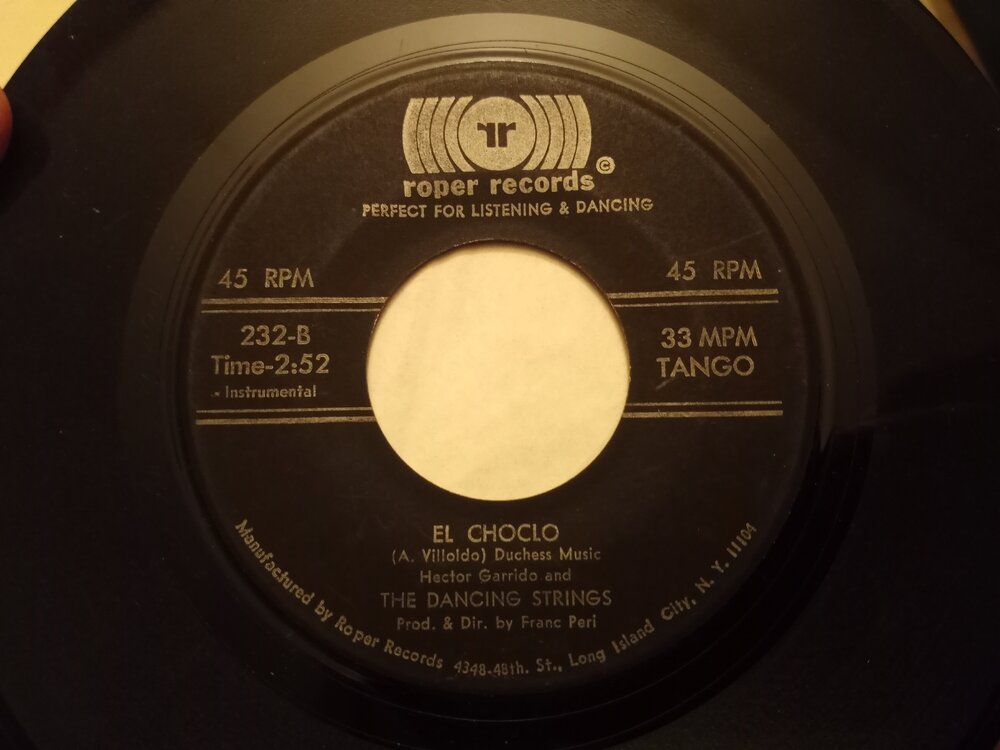 rr
©
roper records
PERFECT FOR LISTENING & DANCING
45 RPM
45 RPM
232-B
Time-2:52
- Instrumental
33 MPM
TANGO
EL CHOCLO
(A. Villoldo) Duchess Music
Hector Garrido and
THE DANCING STRINGS
Prod. & Dir. by Franc Peri
Manufactured by Roper Records 4348-48th. St., Long Island City, N. Y. 11104